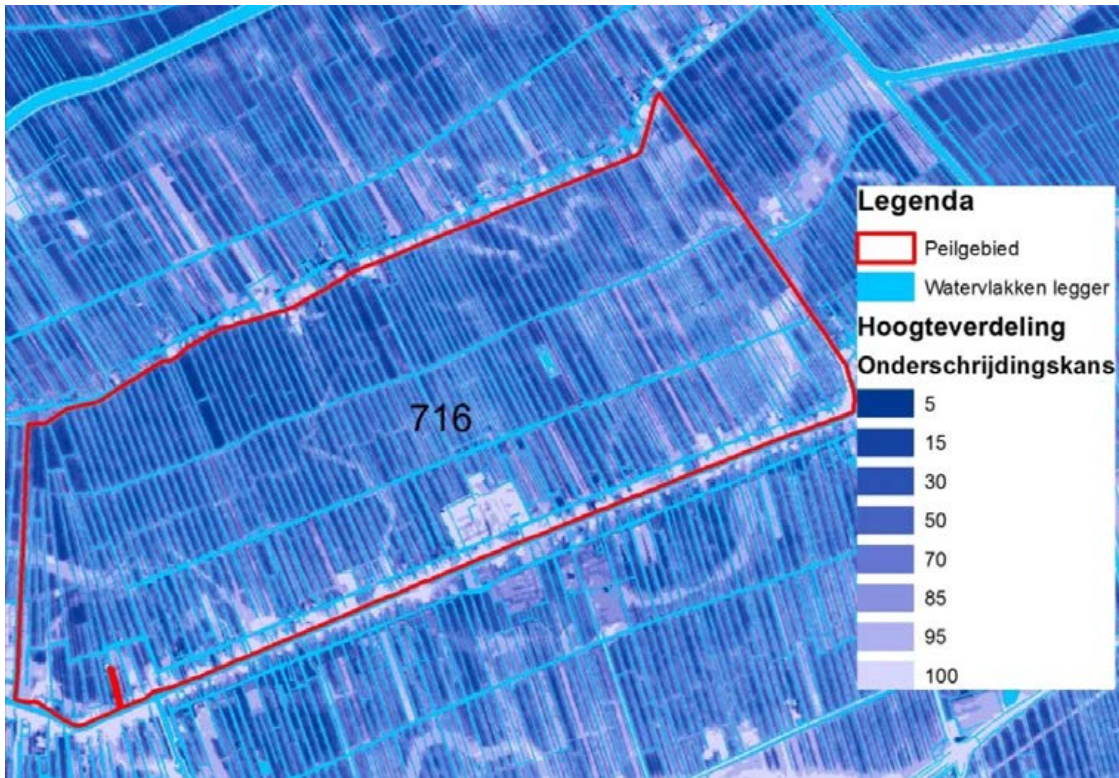 716
Legenda
Peilgebied
Watervlakken legger
Hoogteverdeling
Onderschrijdingskans
5
15
30
50
70
85
95
100